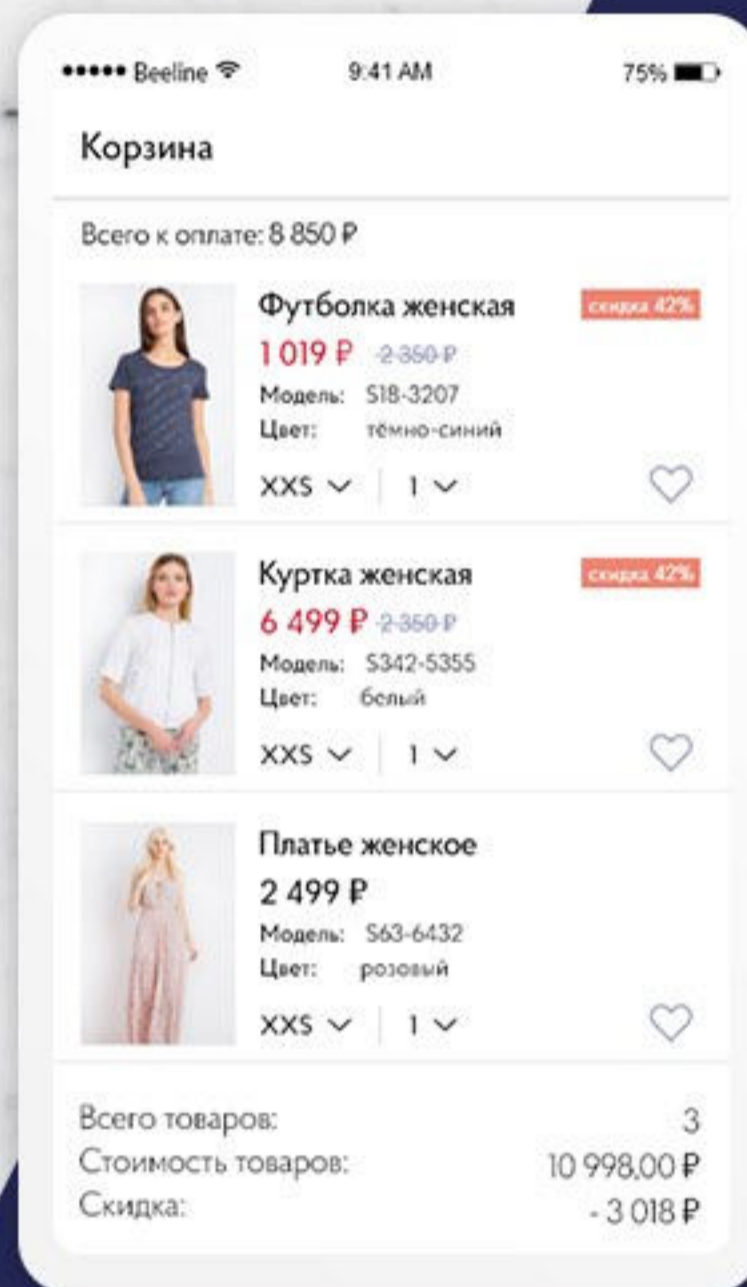 Beeline 9:41 AM 75%
Корзина
Всего к оплате: 8 850 ₽
Футболка женская скидка 42%
1 019 ₽ 2 350 ₽
Модель: S18-3207
Цвет: тёмно-синий
XXS 1
Куртка женская скидка 42%
6 499 ₽ 2 350 ₽
Модель: S342-5355
Цвет: белый
XXS 1
Платье женское
2 499 ₽
Модель: S63-6432
Цвет: розовый
XXS 1
Всего товаров: 3
Стоимость товаров: 10 998,00 ₽
Скидка: - 3 018 ₽